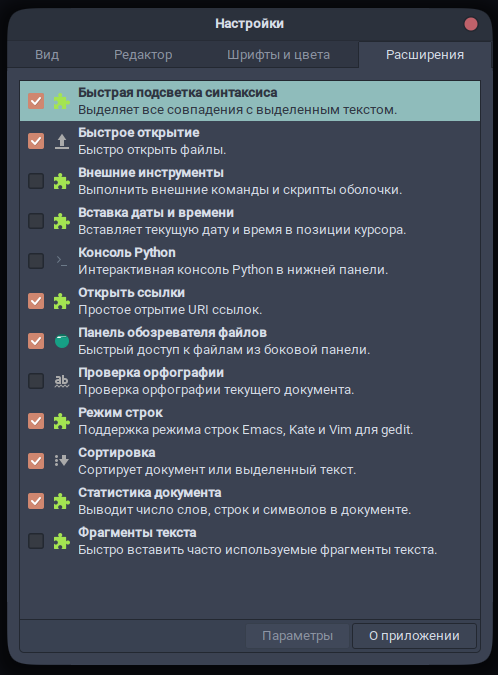 Настройки
Вид
Редактор
Шрифты и цвета
Расширения
Быстрая подсветка синтаксиса
Выделяет все совпадения с выделенным текстом.
Быстрое открытие
Быстро открыть файлы.
Внешние инструменты
Выполнить внешние команды и скрипты оболочки.
Вставка даты и времени
Вставляет текущую дату и время в позиции курсора.
Консоль Python
Интерактивная консоль Python в нижней панели.
Открыть ссылки
Простое отрытие URI ссылок.
Панель обозревателя файлов
Быстрый доступ к файлам из боковой панели.
ab
Проверка орфографии
Проверка орфографии текущего документа.
Режим строк
Поддержка режима строк Emacs, Kate и Vim для gedit.
Сортировка
Сортирует документ или выделенный текст.
Статистика документа
Выводит число слов, строк и символов в документе.
Фрагменты текста
Быстро вставить часто используемые фрагменты текста.
Параметры
О приложении